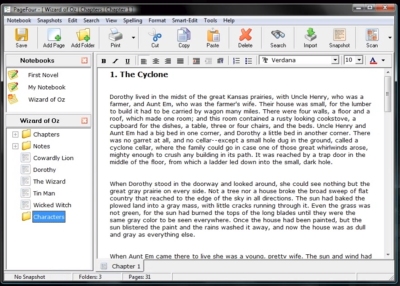 PageFour - [ Wizard of Oz | Chapters | Chapter 1 ]
Notebook Snapshots Edit Search View Spelling Format Smart-Edit Tools Help
Save Add Page Add Folder Print Cut Copy Paste Delete Search Import Snapshot Scan
Notebooks
First Novel
My Notebook
Wizard of Oz
Wizard of Oz
Chapters
Notes
Cowardly Lion
Dorothy
The Wizard
Tin Man
Wicked Witch
Characters
B I U Verdana 10
1. The Cyclone
Dorothy lived in the midst of the great Kansas prairies, with Uncle Henry, who was a
farmer, and Aunt Em, who was the farmer's wife. Their house was small, for the lumber
to build it had to be carried by wagon many miles. There were four walls, a floor and a
roof, which made one room; and this room contained a rusty looking cookstove, a
cupboard for the dishes, a table, three or four chairs, and the beds. Uncle Henry and
Aunt Em had a big bed in one corner, and Dorothy a little bed in another corner. There
was no garret at all, and no cellar--except a small hole dug in the ground, called a
cyclone cellar, where the family could go in case one of those great whirlwinds arose,
mighty enough to crush any building in its path. It was reached by a trap door in the
middle of the floor, from which a ladder led down into the small, dark hole.
When Dorothy stood in the doorway and looked around, she could see nothing but the
great gray prairie on every side. Not a tree nor a house broke the broad sweep of flat
country that reached to the edge of the sky in all directions. The sun had baked the
plowed land into a gray mass, with little cracks running through it. Even the grass was
not green, for the sun had burned the tops of the long blades until they were the
same gray color to be seen everywhere. Once the house had been painted, but the
sun blistered the paint and the rains washed it away, and now the house was as dull
and gray as everything else.
When Aunt Em came there to live she was a young, pretty wife. The sun and wind had
Chapter 1
No Snapshot Folders: 3 Pages: 31